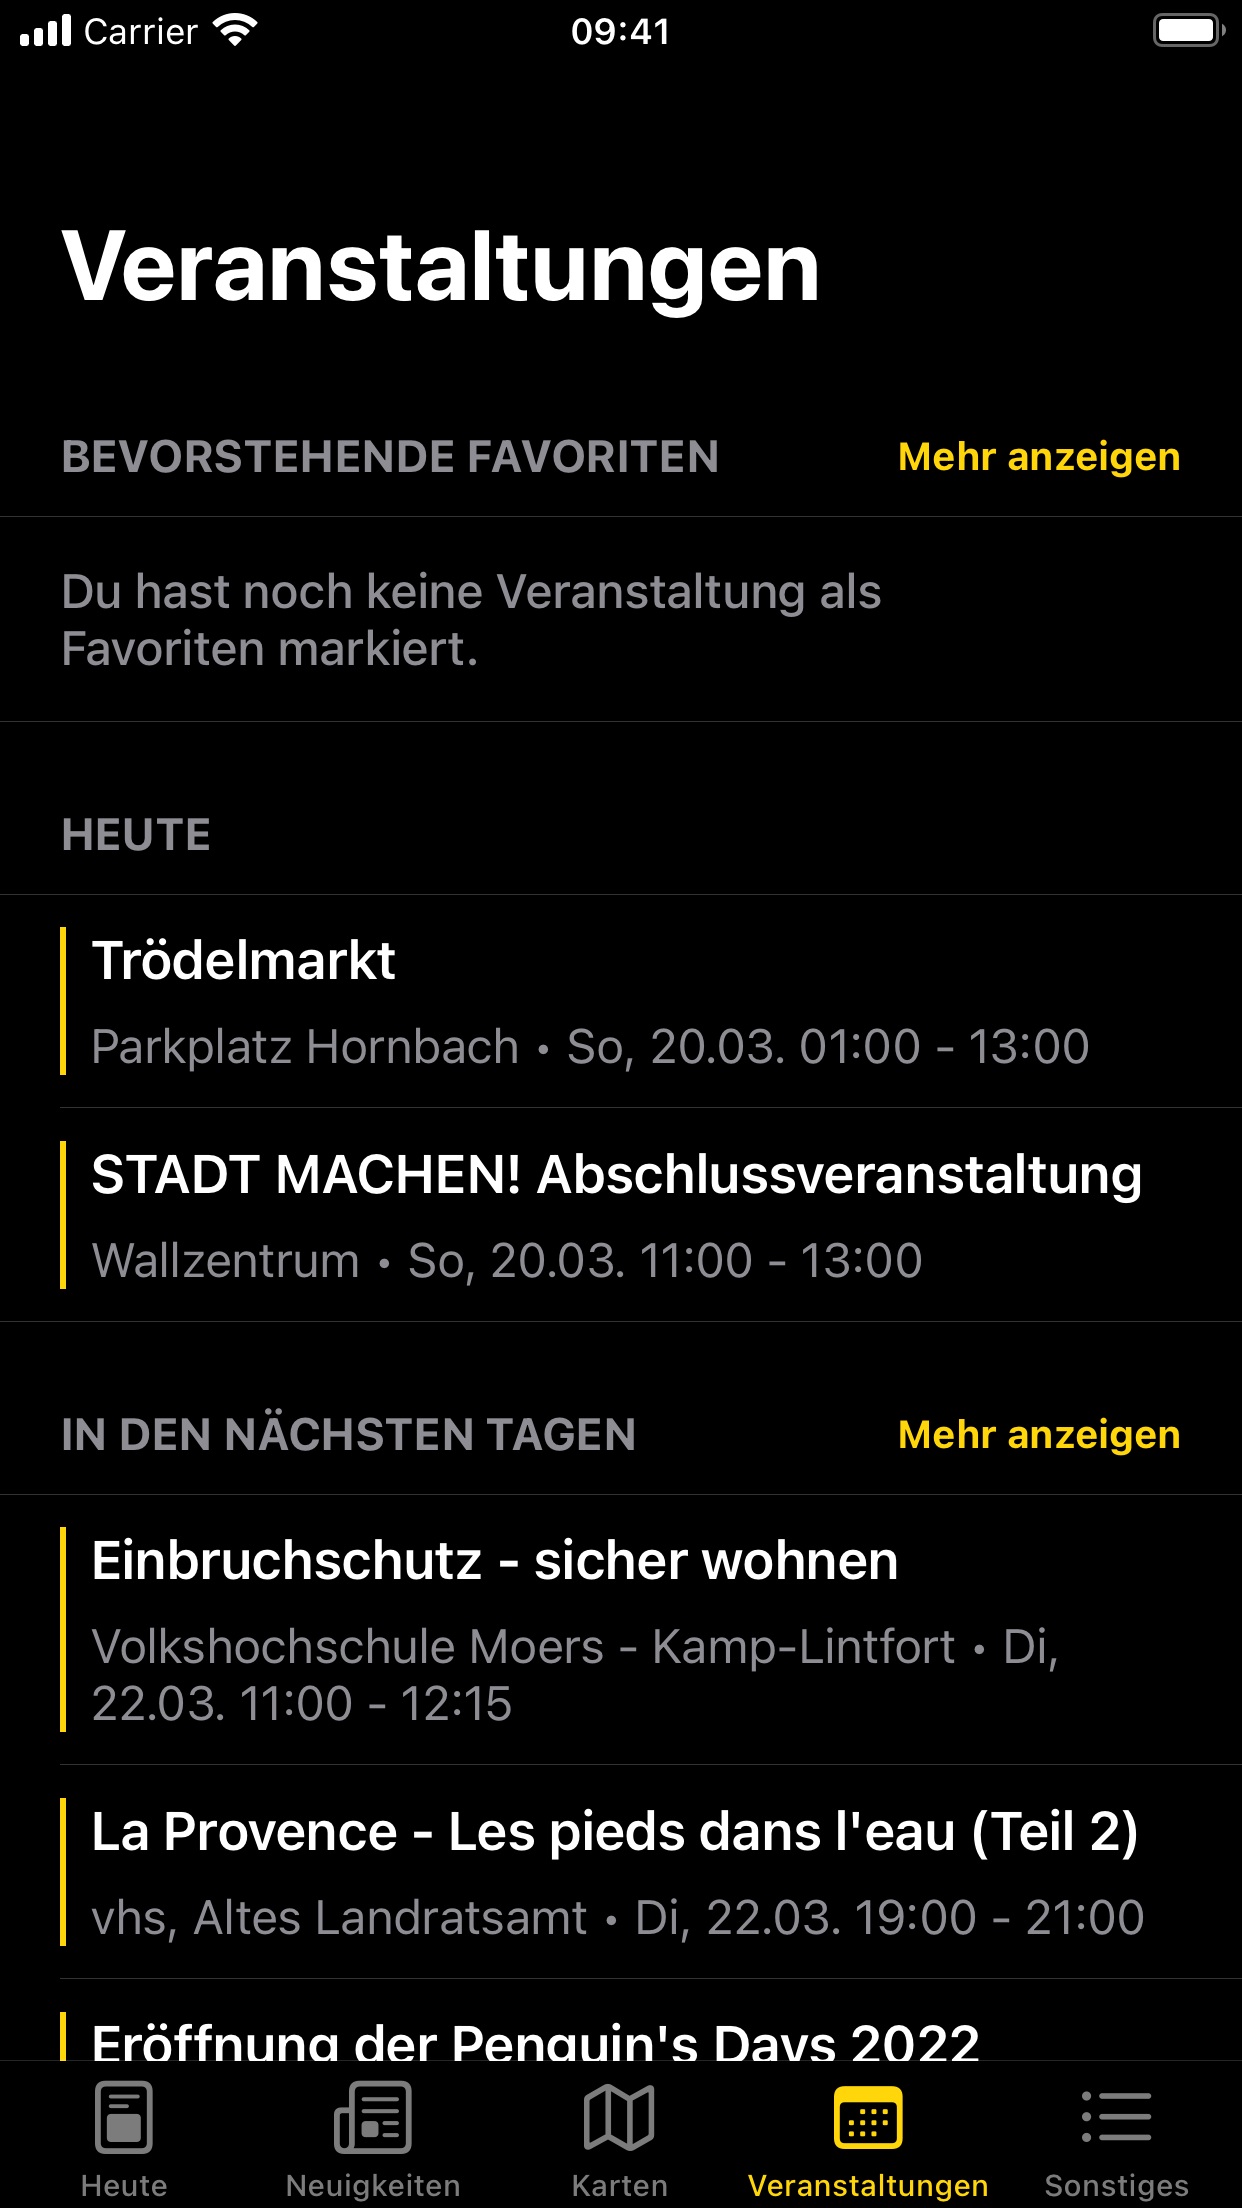 Carrier 09:41
Veranstaltungen
BEVORSTEHENDE FAVORITEN Mehr anzeigen
Du hast noch keine Veranstaltung als
Favoriten markiert.
HEUTE
Trödelmarkt
Parkplatz Hornbach • So, 20.03. 01:00 - 13:00
STADT MACHEN! Abschlussveranstaltung
Wallzentrum • So, 20.03. 11:00 - 13:00
IN DEN NÄCHSTEN TAGEN Mehr anzeigen
Einbruchschutz - sicher wohnen
Volkshochschule Moers - Kamp-Lintfort • Di,
22.03. 11:00 - 12:15
La Provence - Les pieds dans l'eau (Teil 2)
vhs, Altes Landratsamt • Di, 22.03. 19:00 - 21:00
Eröffnung der Penguin's Days 2022
Heute Neuigkeiten Karten Veranstaltungen Sonstiges